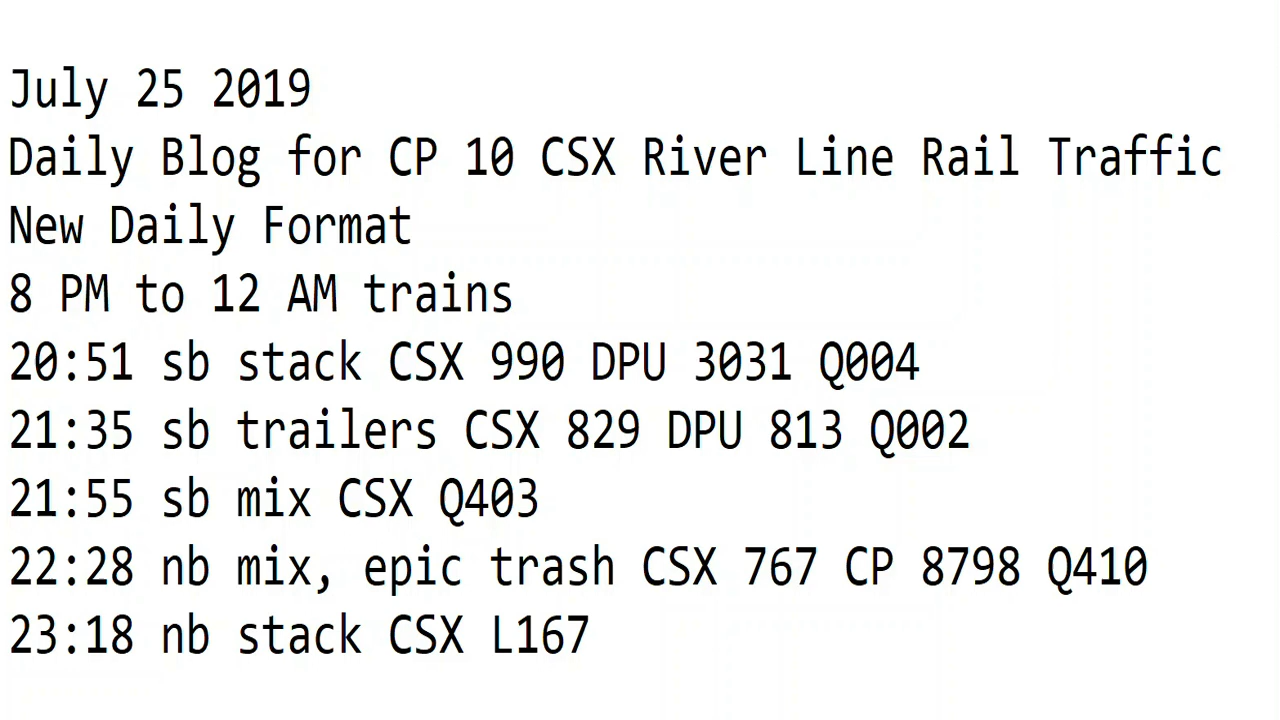 July 25 2019
Daily Blog for CP 10 CSX River Line Rail Traffic
New Daily Format
8 PM to 12 AM trains
20:51 sb stack CSX 990 DPU 3031 Q004
21:35 sb trailers CSX 829 DPU 813 Q002
21:55 sb mix CSX Q403
22:28 nb mix, epic trash CSX 767 CP 8798 Q410
23:18 nb stack CSX L167